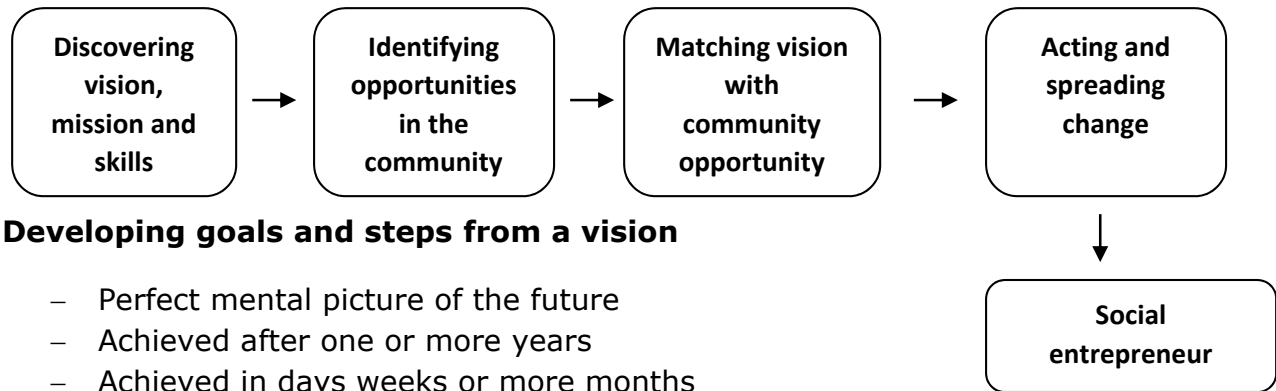 Discovering
vision,
mission and
skills
Identifying
opportunities
in the
community
Matching vision
with
community
opportunity
Acting and
spreading
change
Social
entrepreneur
Developing goals and steps from a vision
– Perfect mental picture of the future
– Achieved after one or more years
– Achieved in days weeks or more months